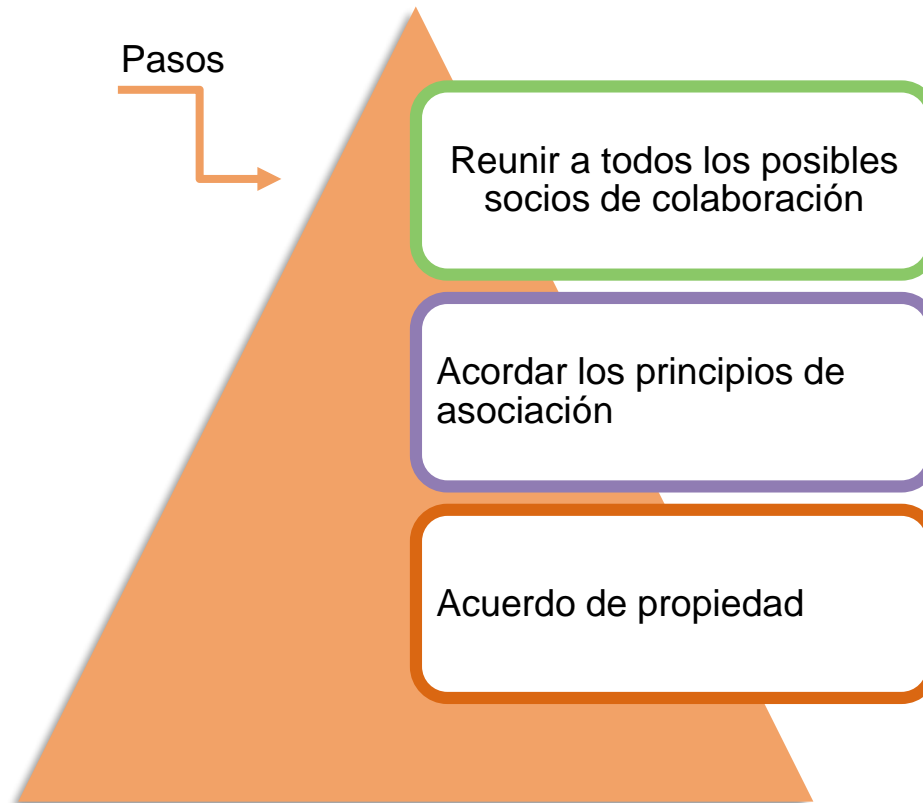 Pasos
Reunir a todos los posibles
socios de colaboración
Acordar los principios de
asociación
Acuerdo de propiedad